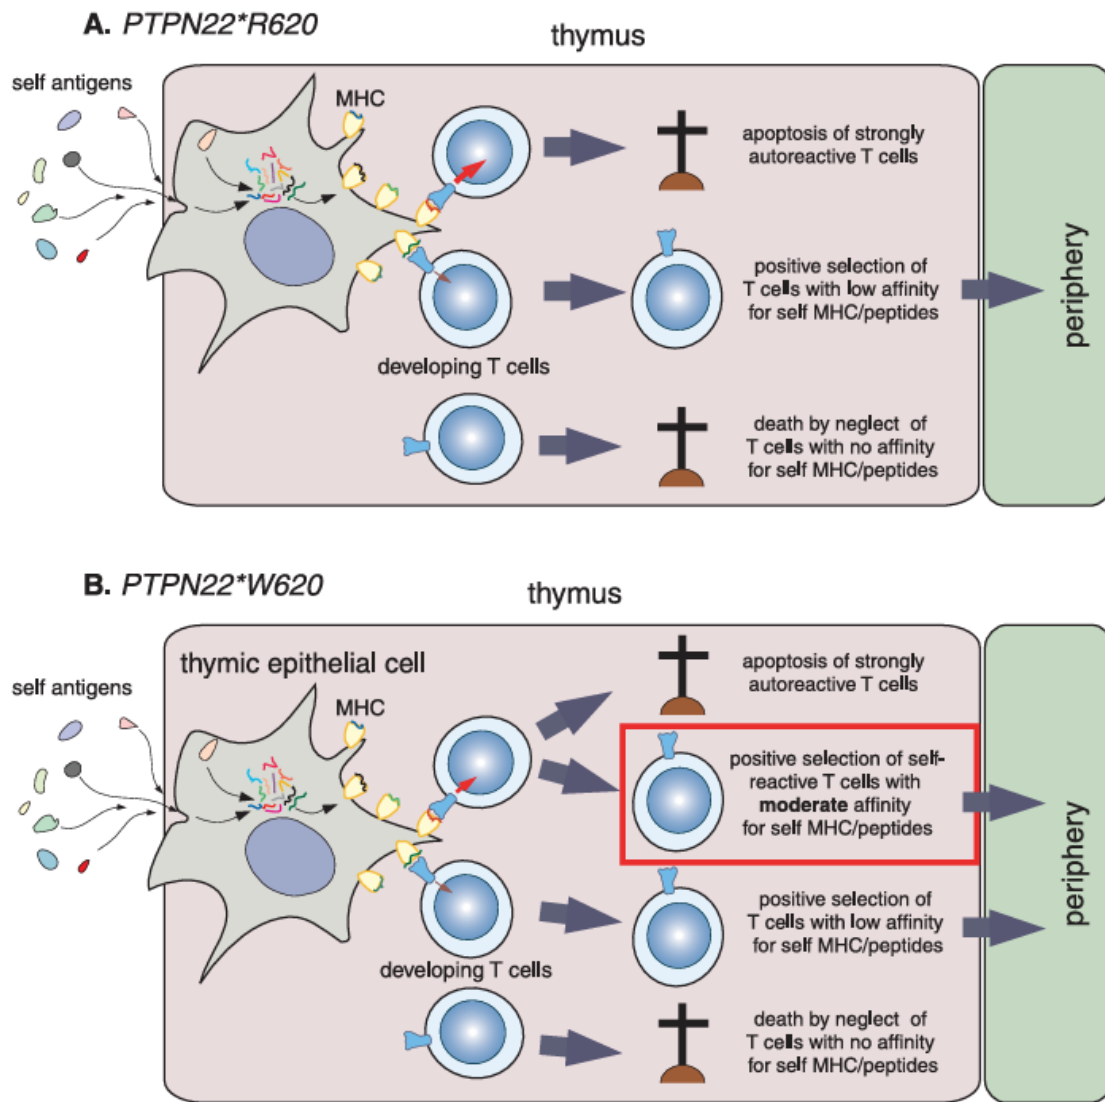 A. PTPN22*R620
thymus
self antigens
MHC
apoptosis of strongly
autoreactive T cells
positive selection of
T cells with low affinity
for self MHC/peptides
developing T cells
death by neglect of
T cells with no affinity
for self MHC/peptides
periphery
B. PTPN22*W620
thymus
thymic epithelial cell
self antigens
MHC
apoptosis of strongly
autoreactive T cells
positive selection of self-
reactive T cells with
moderate affinity
for self MHC/peptides
positive selection of
T cells with low affinity
for self MHC/peptides
developing T cells
death by neglect of
T cells with no affinity
for self MHC/peptides
periphery